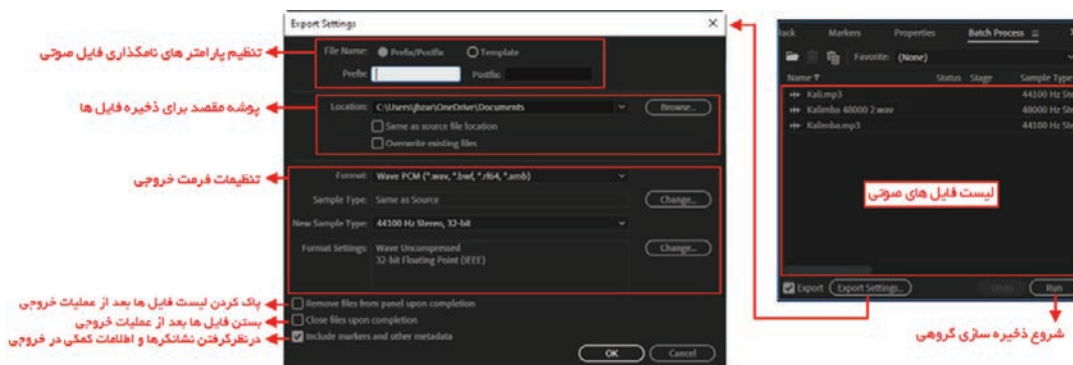 Export Settings
تنظیم پارامتر های نامگذاری فایل صوتی
File Name: Prefix/Postfix Template
Prefix: Postfix:
پوشه مقصد برای ذخیره فایل ها
Location: C:\Users\jbzar\OneDrive\Documents Browse...
Same as source file location
Overwrite existing files
تنظیمات فرمت خروجی
Format: Wave PCM (*.wav, *.bwf, *.rf64, *.amb)
Sample Type: Same as Source Change...
New Sample Type: 44100 Hz Stereo, 32-bit
Format Settings: Wave Uncompressed Change...
32-bit Floating Point (IEEE)
پاک کردن لیست فایل ها بعد از عملیات خروجی
Remove files from panel upon completion
بستن فایل ها بعد از عملیات خروجی
Close files upon completion
درنظرگرفتن نشانگرها و اطلاعات کمکی در خروجی
Include markers and other metadata
OK Cancel
Markers Properties Batch Process
Favorite: (None)
Name Status Stage Sample Type
Kali.mp3 44100 Hz Ste
Kalimba 48000 2.wav 48000 Hz Ste
Kalimba.mp3 44100 Hz Ste
لیست فایل های صوتی
Export Export Settings... Undo Run
شروع ذخیره سازی گروهی